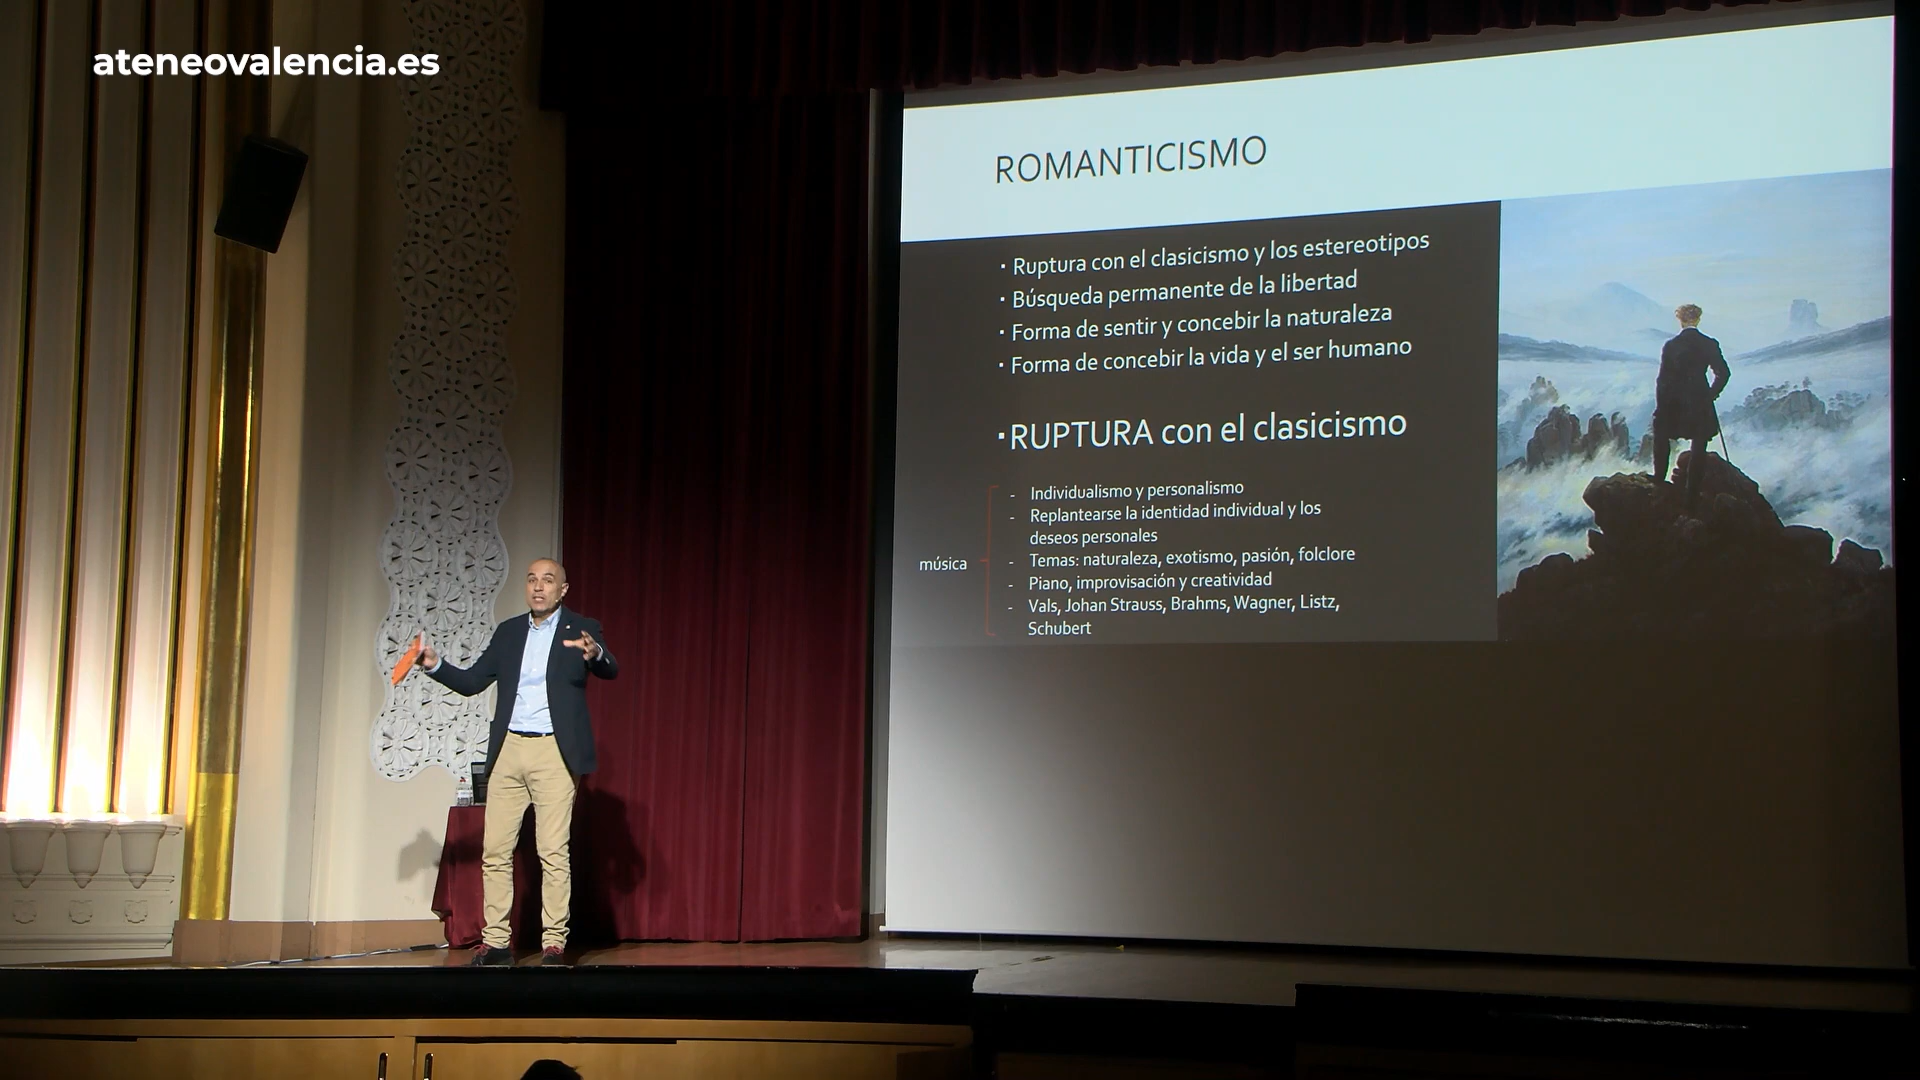 ateneovalencia.es
ROMANTICISMO
· Ruptura con el clasicismo y los estereotipos
· Búsqueda permanente de la libertad
· Forma de sentir y concebir la naturaleza
· Forma de concebir la vida y el ser humano
· RUPTURA con el clasicismo
- Individualismo y personalismo
- Replantearse la identidad individual y los
deseos personales
música
- Temas: naturaleza, exotismo, pasión, folclore
- Piano, improvisación y creatividad
- Vals, Johan Strauss, Brahms, Wagner, Listz,
Schubert